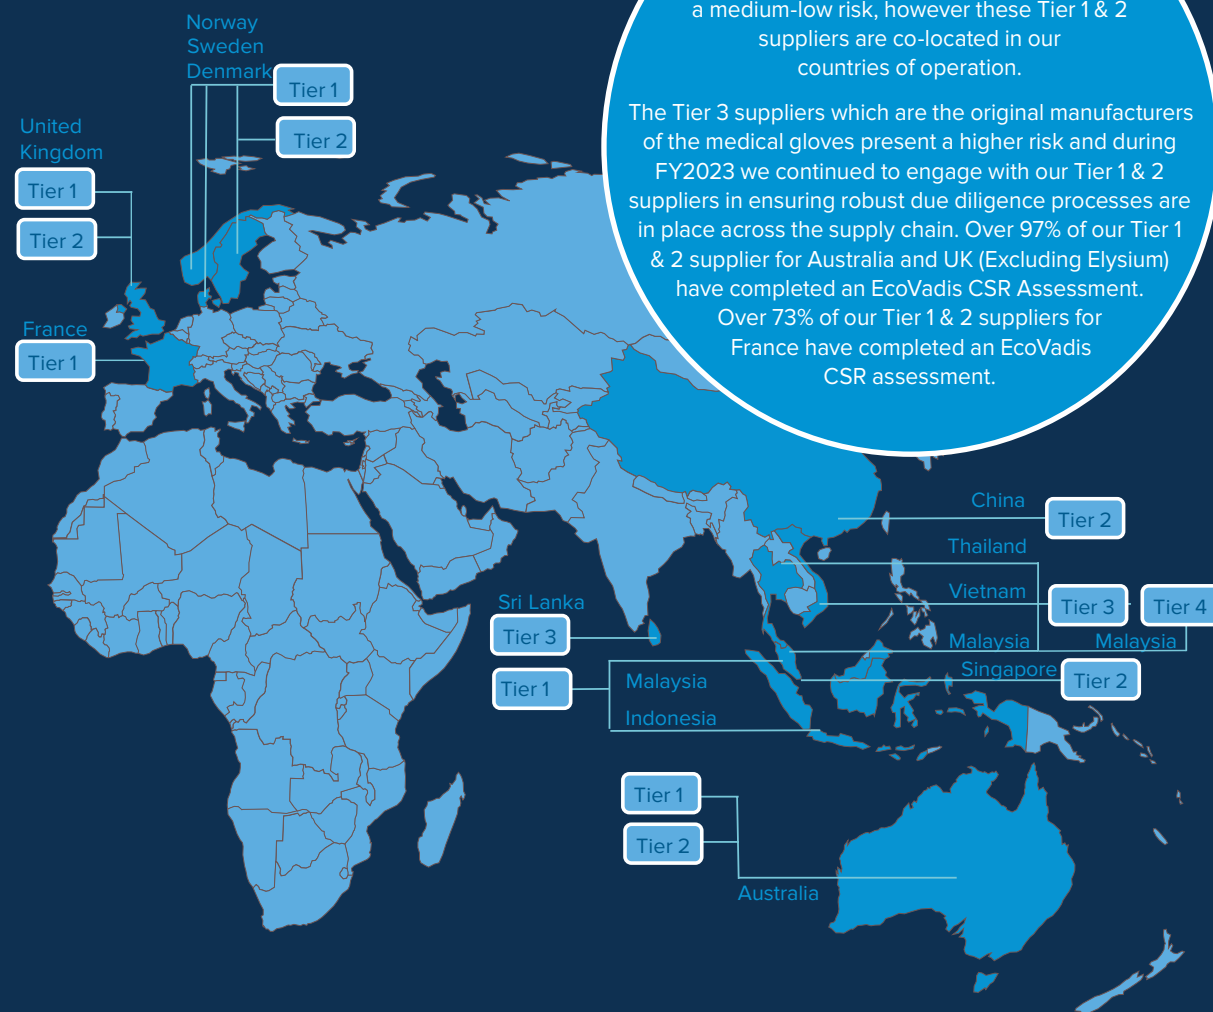 Norway
Sweden
Denmark
Tier 1
Tier 2
United
Kingdom
Tier 1
Tier 2
France
Tier 1
a medium-low risk, however these Tier 1 & 2
suppliers are co-located in our
countries of operation.
The Tier 3 suppliers which are the original manufacturers
of the medical gloves present a higher risk and during
FY2023 we continued to engage with our Tier 1 & 2
suppliers in ensuring robust due diligence processes are
in place across the supply chain. Over 97% of our Tier 1
& 2 supplier for Australia and UK (Excluding Elysium)
have completed an EcoVadis CSR Assessment.
Over 73% of our Tier 1 & 2 suppliers for
France have completed an EcoVadis
CSR assessment.
China
Tier 2
Thailand
Vietnam
Tier 3
Tier 4
Malaysia
Malaysia
Singapore
Tier 2
Sri Lanka
Tier 3
Tier 1
Malaysia
Indonesia
Tier 1
Tier 2
Australia